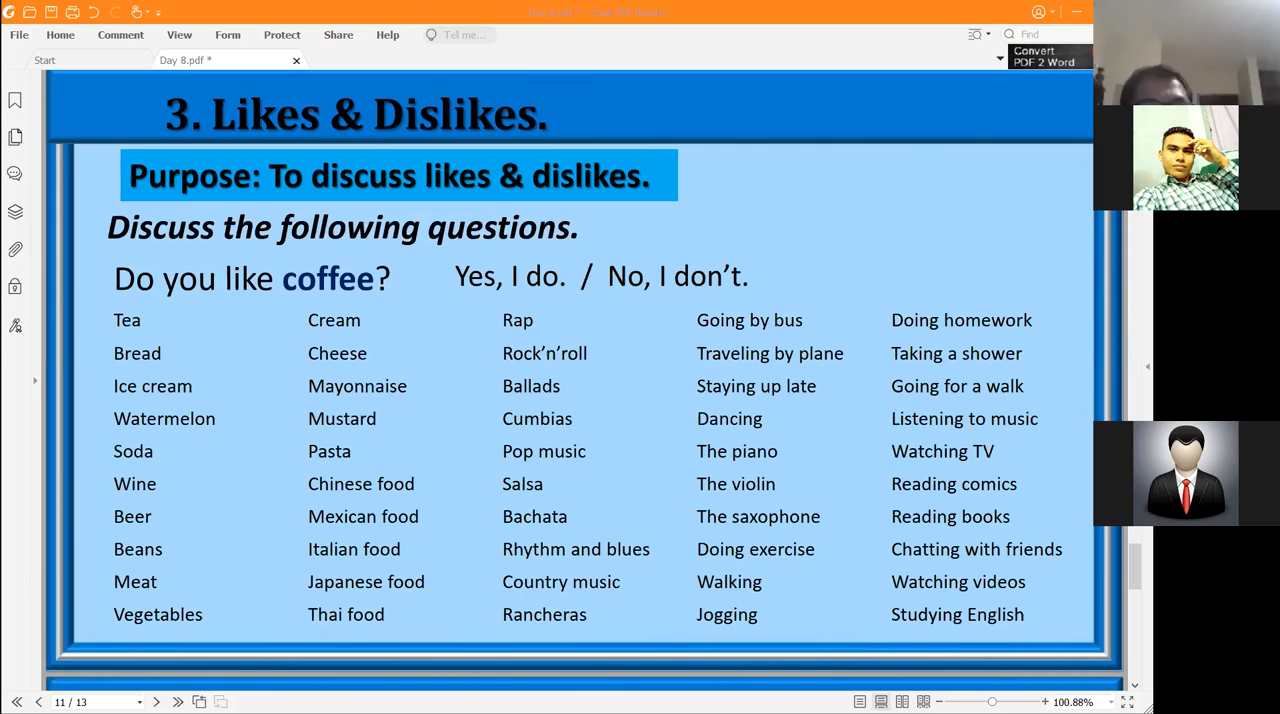 File Home Comment View Form Protect Share Help Tell me... Find
Convert
PDF 2 Word
Start Day 8.pdf *
3. Likes & Dislikes.
Purpose: To discuss likes & dislikes.
Discuss the following questions.
Do you like coffee? Yes, I do. / No, I don't.
Tea Cream Rap Going by bus Doing homework
Bread Cheese Rock'n'roll Traveling by plane Taking a shower
Ice cream Mayonnaise Ballads Staying up late Going for a walk
Watermelon Mustard Cumbias Dancing Listening to music
Soda Pasta Pop music The piano Watching TV
Wine Chinese food Salsa The violin Reading comics
Beer Mexican food Bachata The saxophone Reading books
Beans Italian food Rhythm and blues Doing exercise Chatting with friends
Meat Japanese food Country music Walking Watching videos
Vegetables Thai food Rancheras Jogging Studying English
11 / 13 100.88%